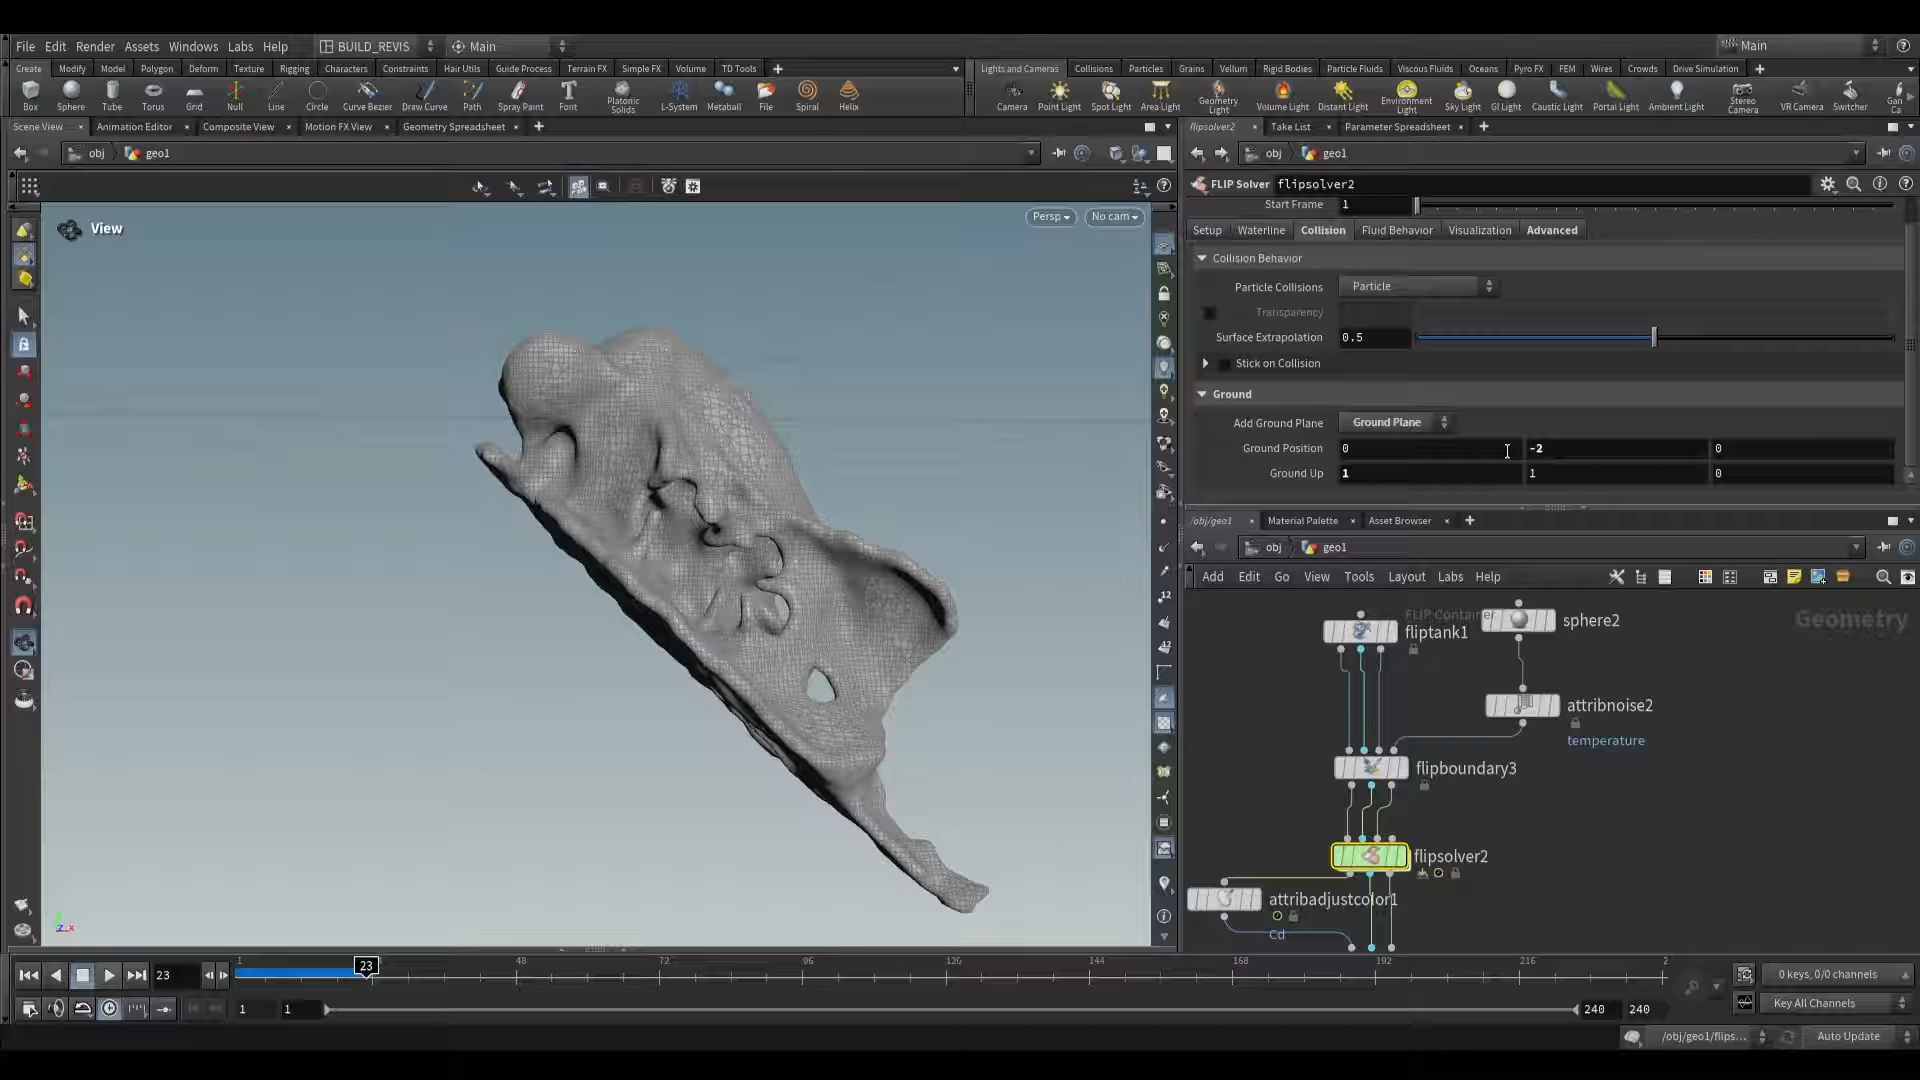 File Edit Render Assets Windows Labs Help BUILD_REVIS Main Main
Create Modify Model Polygon Deform Texture Rigging Characters Constraints Hair Utils Guide Process Terrain FX Simple FX Volume TD Tools
Lights and Cameras Collisions Particles Grains Vellum Rigid Bodies Particle Fluids Viscous Fluids Oceans Pyro FX FEM Wires Crowds Drive Simulation
Box Sphere Tube Torus Grid Null Line Circle Curve Bezier Draw Curve Path Spray Paint Font Platonic Solids L-System Metaball File Spiral Helix
Camera Point Light Spot Light Area Light Geometry Light Volume Light Distant Light Environment Light Sky Light GI Light Caustic Light Portal Light Ambient Light Stereo Camera VR Camera Switcher
Scene View Animation Editor Composite View Motion FX View Geometry Spreadsheet
flipsolver2 Take List Parameter Spreadsheet
obj geo1
obj geo1
FLIP Solver flipsolver2
Start Frame 1
View Persp No cam
Setup Waterline Collision Fluid Behavior Visualization Advanced
Collision Behavior
Particle Collisions Particle
Transparency
Surface Extrapolation 0.5
Stick on Collision
Ground
Add Ground Plane Ground Plane
Ground Position 0 -2 0
Ground Up 1 1 0
/obj/geo1 Material Palette Asset Browser
obj geo1
Add Edit Go View Tools Layout Labs Help
FLIP Container
fliptank1
sphere2
Geometry
attribnoise2
temperature
flipboundary3
flipsolver2
attribadjustcolor1
Cd
23
1 23 48 72 96 120 144 168 192 216 2
0 keys, 0/0 channels
1 1 240 240
Key All Channels
/obj/geo1/flips... Auto Update